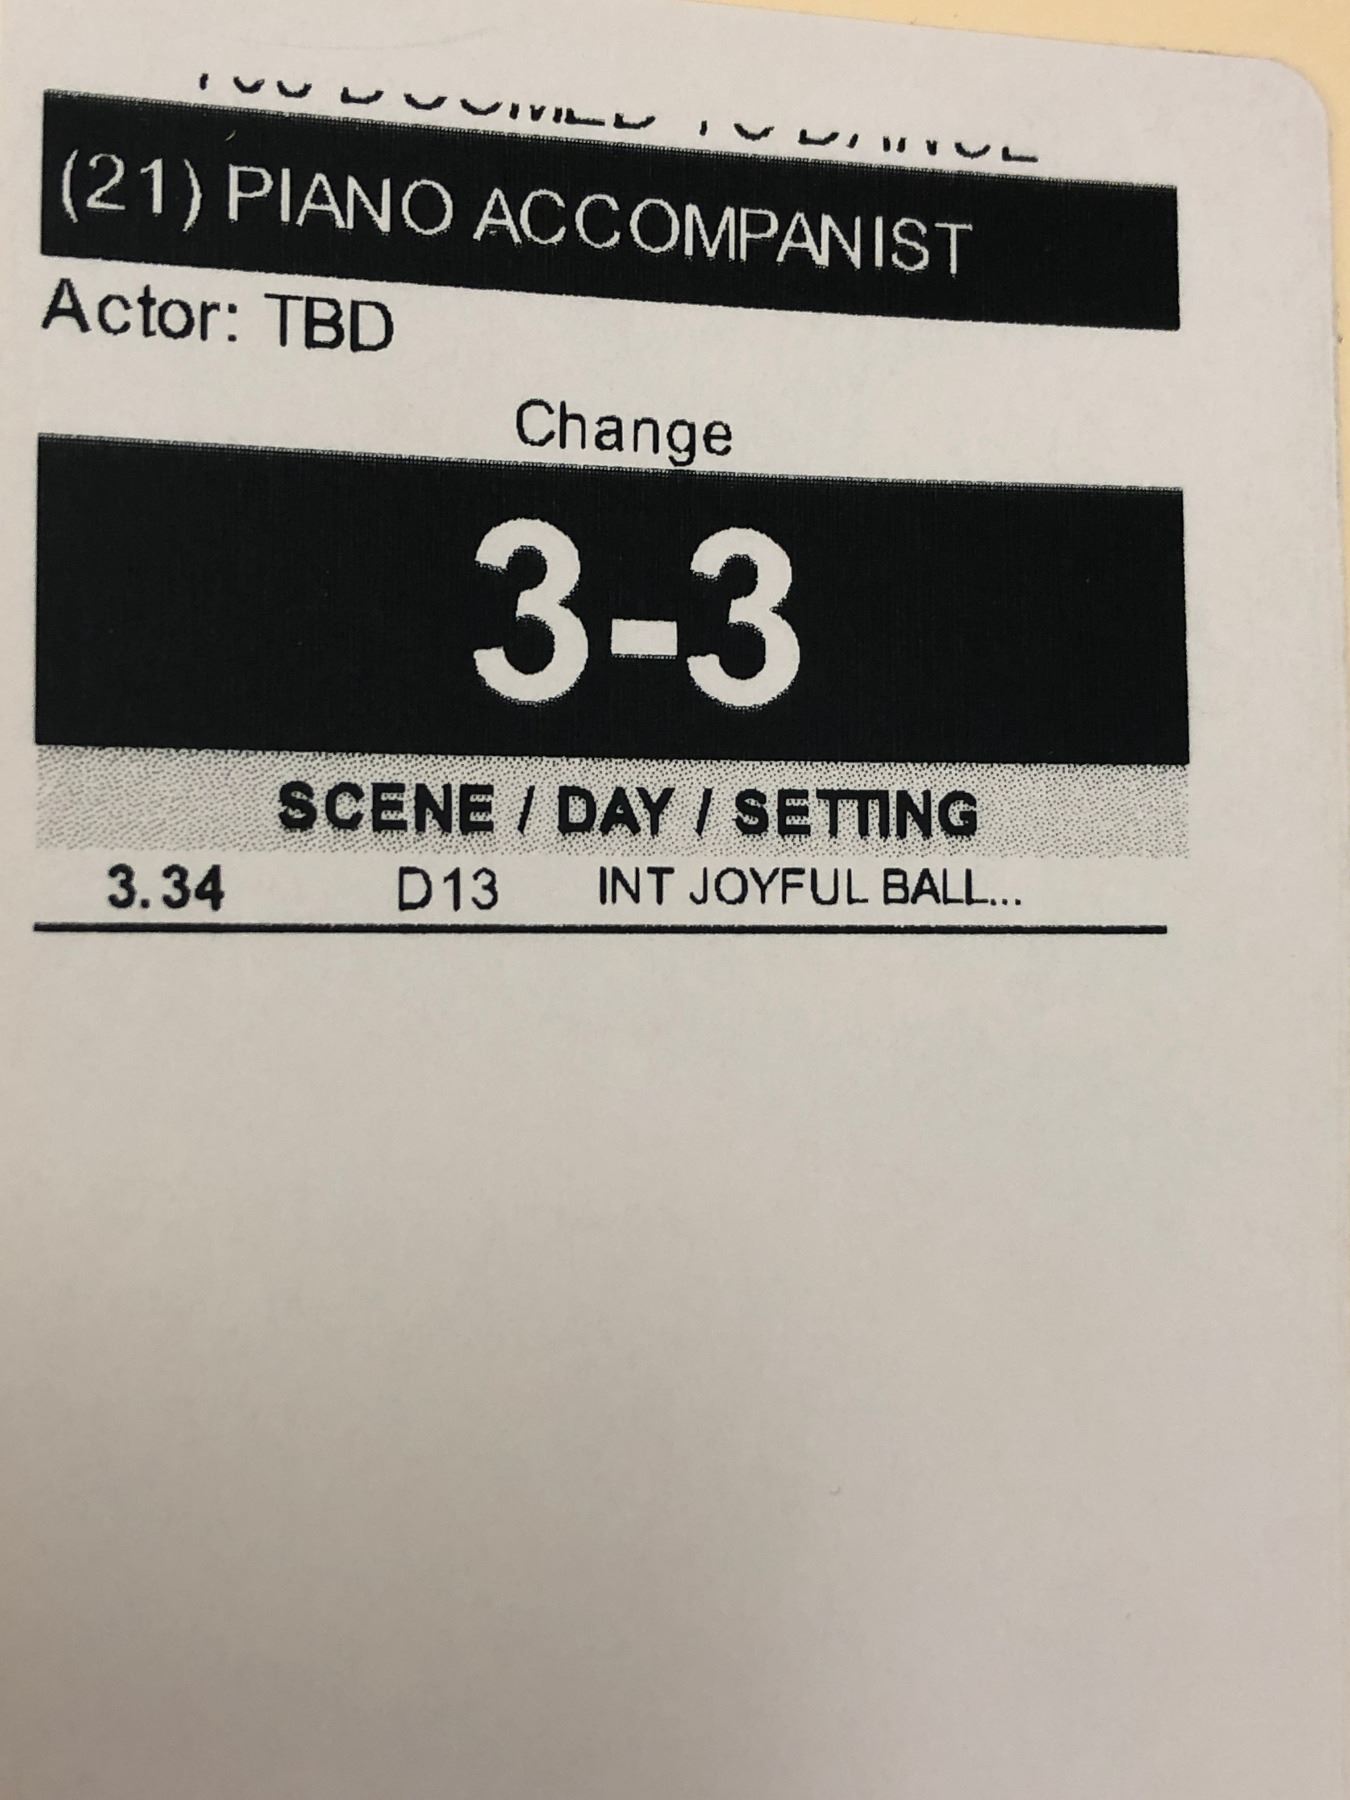 (21) PIANO ACCOMPANIST
Actor: TBD
Change
3-3
SCENE / DAY / SETTING
3.34 D13 INT JOYFUL BALL...